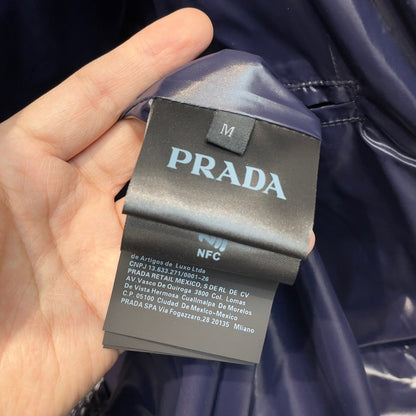 M
PRADA
NFC
de Artigos de Luxo Ltda
CNPJ 13.633.271/0001-26
PRADA RETAIL MEXICO, S DE RL DE CV
AV. Vasco De Quiroga 3800 Col. Lomas
De Vista Hermosa Cuallmalpa De Morelos
C.P. 05100 Ciudad De Mexico-Mexico
PRADA SPA Via Fogazzaro,28 20135 Milano